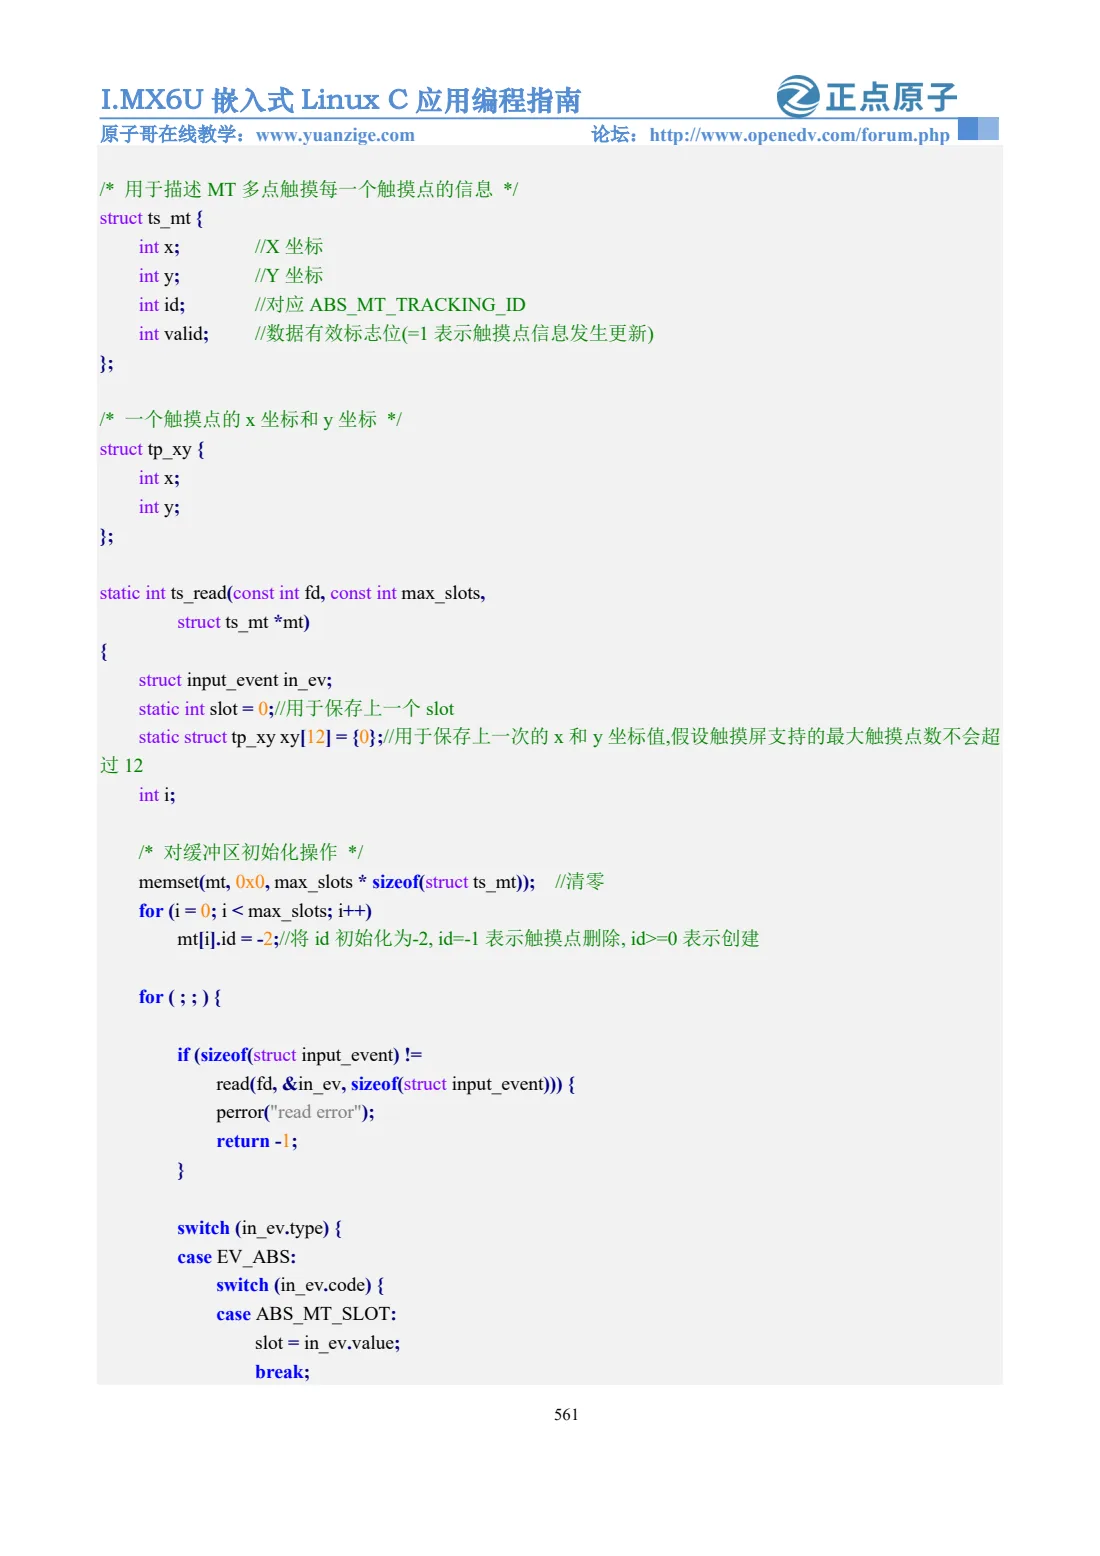 I.MX6U 嵌入式 Linux C 应用编程指南
正点原子
原子哥在线教学：www.yuanzige.com 论坛：http://www.openedv.com/forum.php
/* 用于描述 MT 多点触摸每一个触摸点的信息 */
struct ts_mt {
    int x; //X 坐标
    int y; //Y 坐标
    int id; //对应 ABS_MT_TRACKING_ID
    int valid; //数据有效标志位(=1 表示触摸点信息发生更新)
};
/* 一个触摸点的 x 坐标和 y 坐标 */
struct tp_xy {
    int x;
    int y;
};
static int ts_read(const int fd, const int max_slots,
        struct ts_mt *mt)
{
    struct input_event in_ev;
    static int slot = 0;//用于保存上一个 slot
    static struct tp_xy xy[12] = {0};//用于保存上一次的 x 和 y 坐标值,假设触摸屏支持的最大触摸点数不会超
过 12
    int i;
    /* 对缓冲区初始化操作 */
    memset(mt, 0x0, max_slots * sizeof(struct ts_mt)); //清零
    for (i = 0; i < max_slots; i++)
        mt[i].id = -2;//将 id 初始化为-2, id=-1 表示触摸点删除, id>=0 表示创建
    for ( ; ; ) {
        if (sizeof(struct input_event) !=
            read(fd, &in_ev, sizeof(struct input_event))) {
            perror("read error");
            return -1;
        }
        switch (in_ev.type) {
        case EV_ABS:
            switch (in_ev.code) {
            case ABS_MT_SLOT:
                slot = in_ev.value;
                break;
561